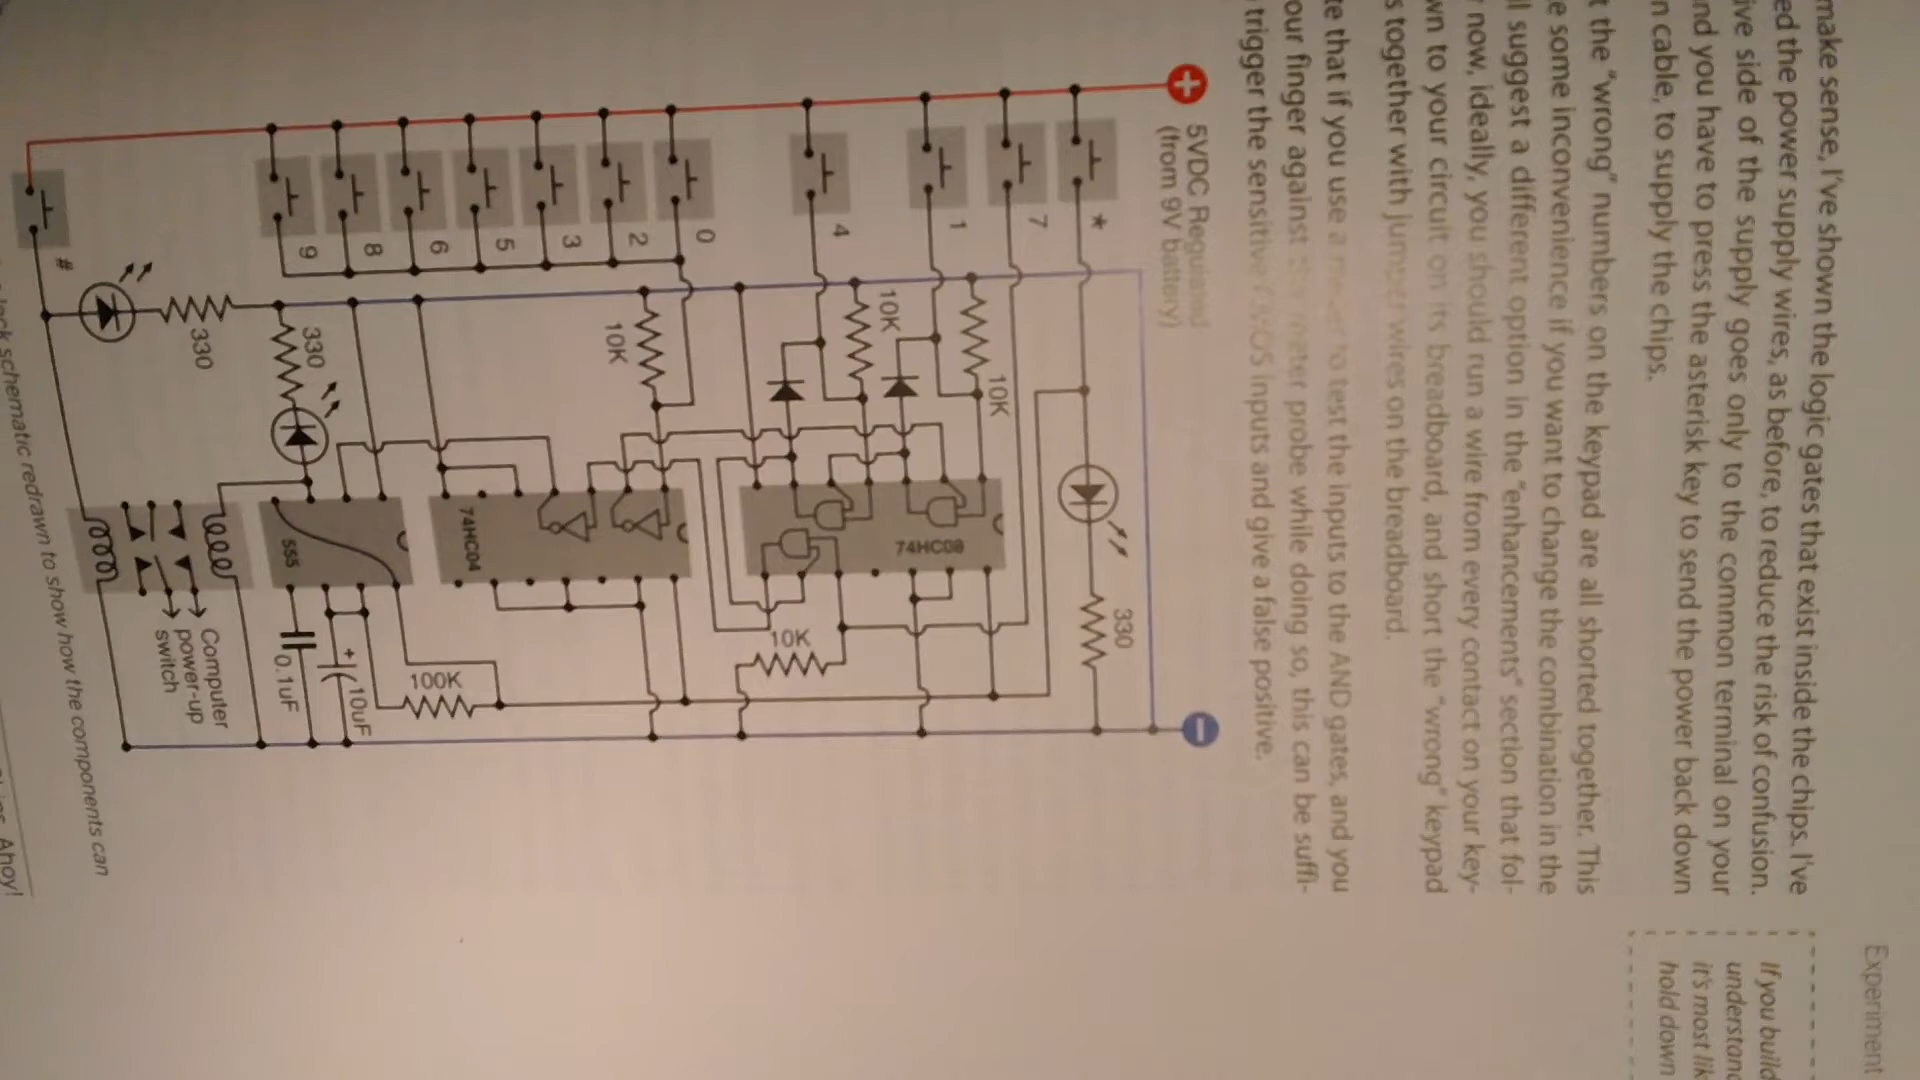 Experiment
make sense, I've shown the logic gates that exist inside the chips. I've
ed the power supply wires, as before, to reduce the risk of confusion.
ive side of the supply goes only to the common terminal on your
nd you have to press the asterisk key to send the power back down
n cable, to supply the chips.
t the "wrong" numbers on the keypad are all shorted together. This
e some inconvenience if you want to change the combination in the
ll suggest a different option in the "enhancements" section that fol-
now, ideally, you should run a wire from every contact on your key-
wn to your circuit on its breadboard, and short the "wrong" keypad
s together with jumper wires on the breadboard.
te that if you use a meter to test the inputs to the AND gates, and you
our finger against the meter probe while doing so, this can be suffi-
trigger the sensitive CMOS inputs and give a false positive.
If you build
understand
it's most lik
hold down
5VDC Regulated
(from 9V battery)
*
7
1
4
0
2
3
5
6
8
9
#
330
10K
10K
10K
10K
330
330
100K
74HC08
74HC04
555
+
10uF
0.1uF
Computer
power-up
switch
lock schematic redrawn to show how the components can
Ahoy!